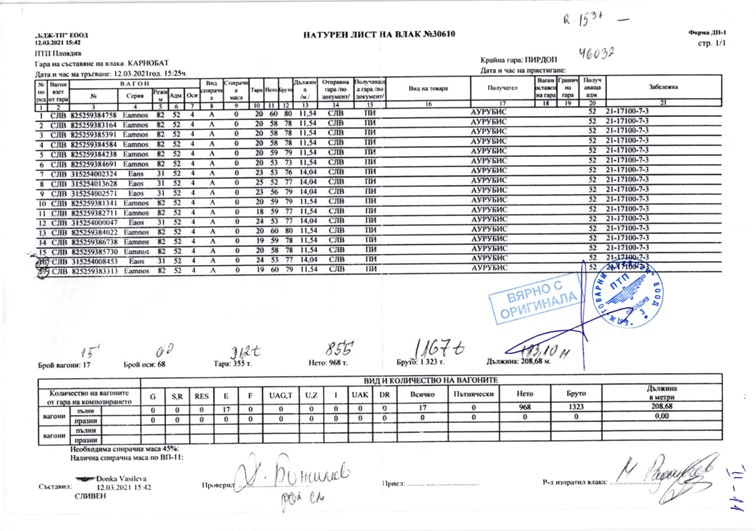 „БДЖ-ТП" ЕООД
12.03.2021 15:42
НАТУРЕН ЛИСТ НА ВЛАК №30610
Форма ДП-1
стр. 1/1
ПТП Пловдив
Гара на съставяне на влака: КАРНОБАТ
Крайна гара: ПИРДОП
46032
Дата и час на тръгване: 12.03.2021г. 15:25ч.
Дата и час на пристигане:
№ по ред Взет от гара ВАГОН Вид спирачка Спирачна маса Тара Нето Бруто Дължина /м/ Отправна гара/по документ/ Получаваща гара/по документ/ Вид на товара Получател Вагон оставен на гара Гранична гара Получаваща адм Забележка
№ Серия Режим Адм Оси
1 2 3 4 5 6 7 8 9 10 11 12 13 14 15 16 17 18 19 20 21
1 СЛВ 825259384758 Eamnos 82 52 4 А 0 20 60 80 11,54 СЛВ ПИ АУРУБИС 52 21-17100-7-3
2 СЛВ 825259383164 Eamnos 82 52 4 А 0 20 58 78 11,54 СЛВ ПИ АУРУБИС 52 21-17100-7-3
3 СЛВ 825259385391 Eamnos 82 52 4 А 0 20 58 78 11,54 СЛВ ПИ АУРУБИС 52 21-17100-7-3
4 СЛВ 825259384584 Eamnos 82 52 4 А 0 20 58 78 11,54 СЛВ ПИ АУРУБИС 52 21-17100-7-3
5 СЛВ 825259384238 Eamnos 82 52 4 А 0 20 59 79 11,54 СЛВ ПИ АУРУБИС 52 21-17100-7-3
6 СЛВ 825259384691 Eamnos 82 52 4 А 0 20 53 73 11,54 СЛВ ПИ АУРУБИС 52 21-17100-7-3
7 СЛВ 315254002324 Eaos 31 52 4 А 0 23 53 76 14,04 СЛВ ПИ АУРУБИС 52 21-17100-7-3
8 СЛВ 315254013628 Eaos 31 52 4 А 0 25 52 77 14,04 СЛВ ПИ АУРУБИС 52 21-17100-7-3
9 СЛВ 315254002571 Eaos 31 52 4 А 0 23 56 79 14,04 СЛВ ПИ АУРУБИС 52 21-17100-7-3
10 СЛВ 825259381341 Eamnos 82 52 4 А 0 20 59 79 11,54 СЛВ ПИ АУРУБИС 52 21-17100-7-3
11 СЛВ 825259382711 Eamnos 82 52 4 А 0 18 59 77 11,54 СЛВ ПИ АУРУБИС 52 21-17100-7-3
12 СЛВ 315254000047 Eaos 31 52 4 А 0 24 53 77 14,04 СЛВ ПИ АУРУБИС 52 21-17100-7-3
13 СЛВ 825259384022 Eamnos 82 52 4 А 0 20 60 80 11,54 СЛВ ПИ АУРУБИС 52 21-17100-7-3
14 СЛВ 825259386738 Eamnos 82 52 4 А 0 19 59 78 11,54 СЛВ ПИ АУРУБИС 52 21-17100-7-3
15 СЛВ 825259385730 Eamnos 82 52 4 А 0 20 58 78 11,54 СЛВ ПИ АУРУБИС 52 21-17100-7-3
СЛВ 315254008453 Eaos 31 52 4 А 0 24 53 77 14,04 СЛВ ПИ АУРУБИС 52 21-17100-7-3
СЛВ 825259383313 Eamnos 82 52 4 А 0 19 60 79 11,54 СЛВ ПИ АУРУБИС 52 21-17100-7-3
ВЯРНО С
ОРИГИНАЛА
ПТП
15 60 312t 855 1167 t 183,10 м
Брой вагони: 17 Брой оси: 68 Тара: 355 т. Нето: 968 т. Бруто: 1 323 т. Дължина: 208,68 м.
ВИД И КОЛИЧЕСТВО НА ВАГОНИТЕ
Количество на вагоните от гара на композирането G S,R RES E F UAG,T U,Z I UAK DR Всичко Пътнически Нето Бруто Дължина в метри
вагони пълни 0 0 0 17 0 0 0 0 0 0 17 0 968 1323 208,68
празни 0 0 0 0 0 0 0 0 0 0 0 0 0 0 0,00
вагони пълни
празни
Необходима спирачна маса 45%:
Налична спирачна маса по ВП-11:
Donka Vasileva
Съставил: 12.03.2021 15:42
СЛИВЕН
Проверил:
Приел:
Р-л изпратил влака: